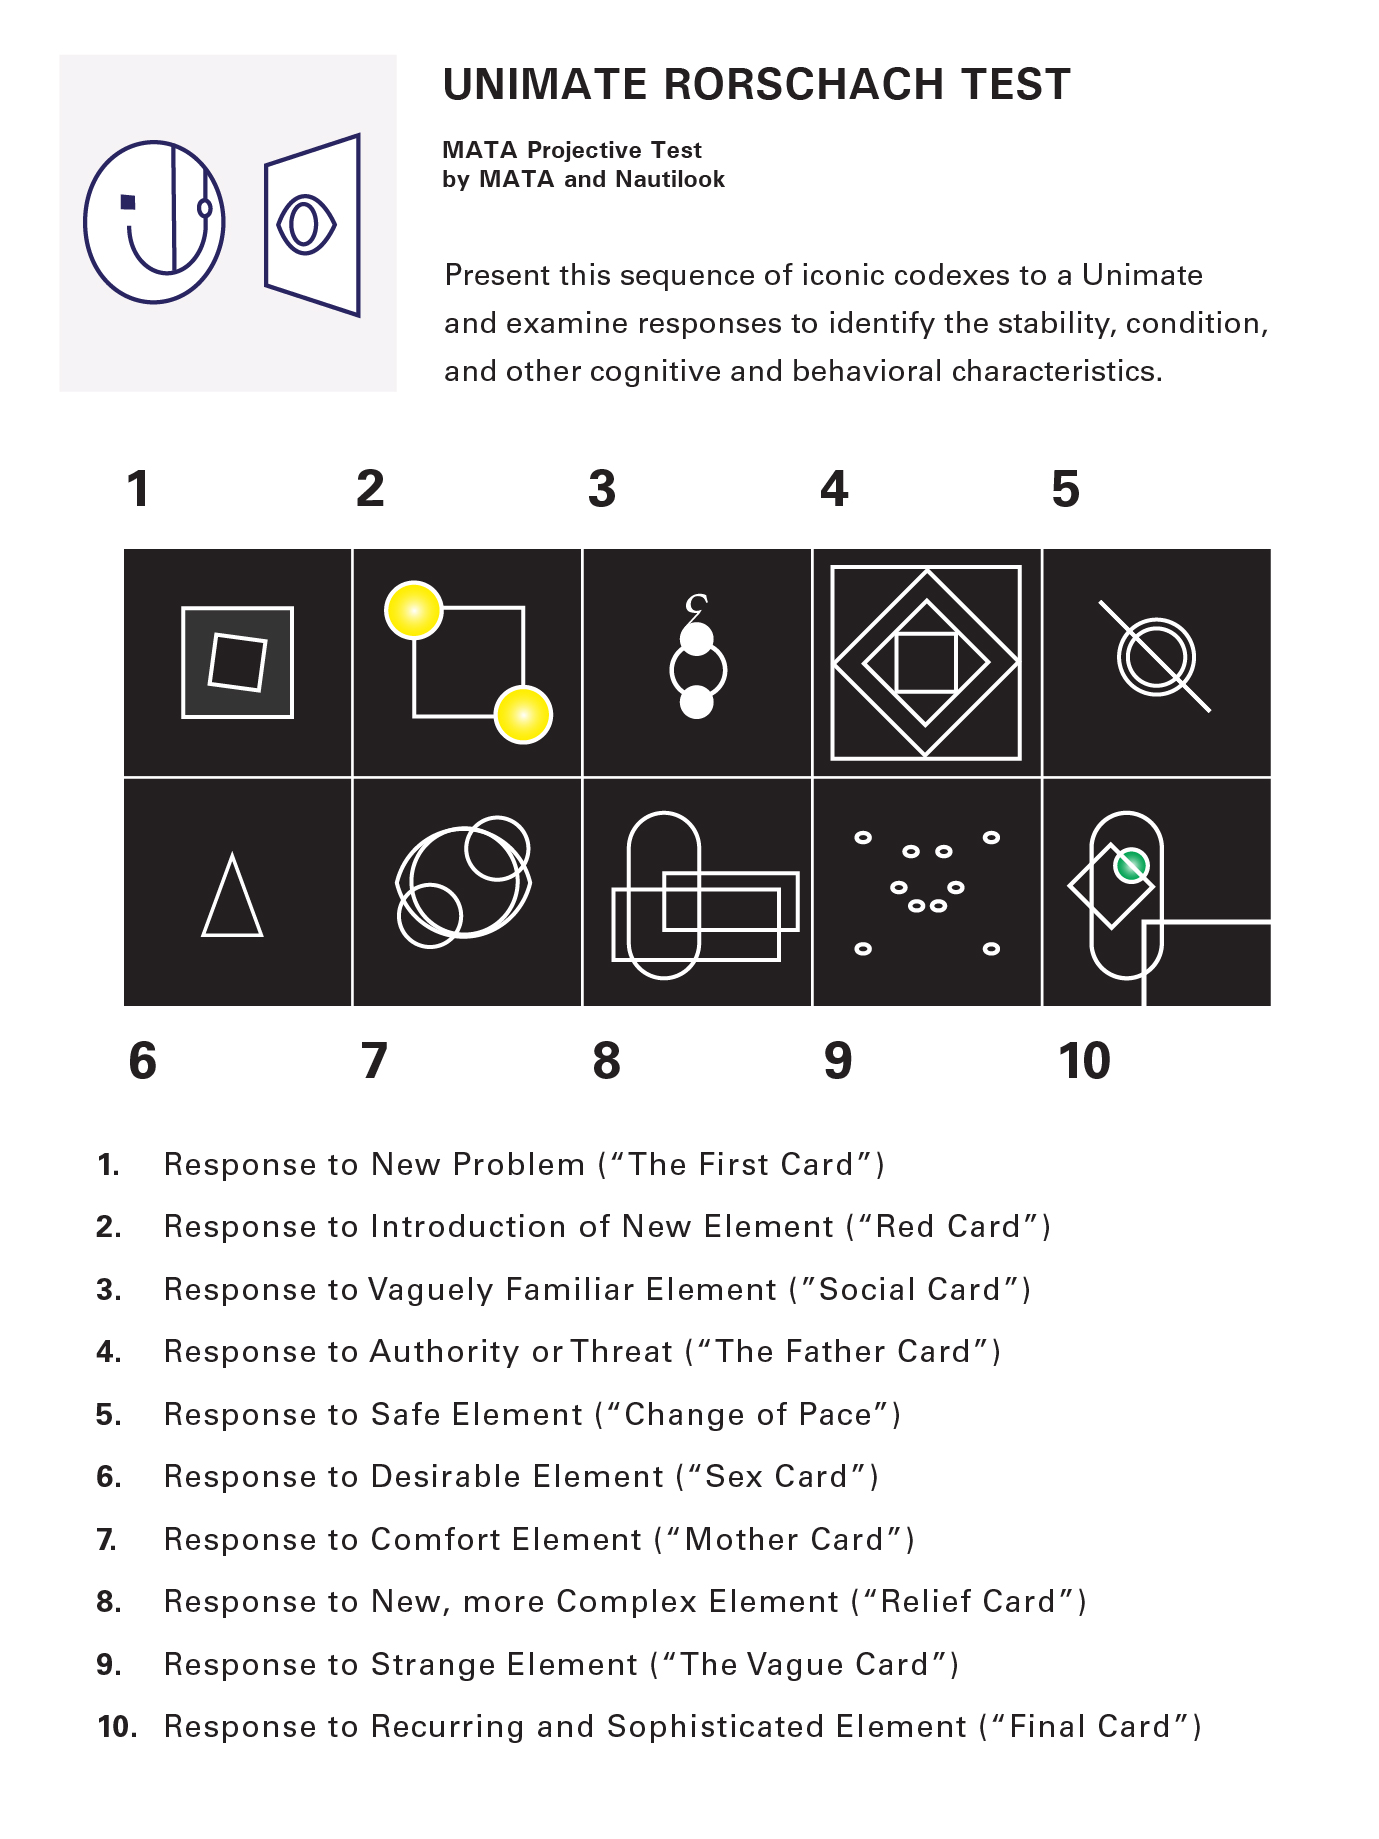 UNIMATE RORSCHACH TEST
MATA Projective Test
by MATA and Nautilook
Present this sequence of iconic codexes to a Unimate
and examine responses to identify the stability, condition,
and other cognitive and behavioral characteristics.
1 2 3 4 5
6 7 8 9 10
1. Response to New Problem (“The First Card”)
2. Response to Introduction of New Element (“Red Card”)
3. Response to Vaguely Familiar Element (”Social Card”)
4. Response to Authority or Threat (“The Father Card”)
5. Response to Safe Element (“Change of Pace”)
6. Response to Desirable Element (“Sex Card”)
7. Response to Comfort Element (“Mother Card”)
8. Response to New, more Complex Element (“Relief Card”)
9. Response to Strange Element (“The Vague Card”)
10. Response to Recurring and Sophisticated Element (“Final Card”)